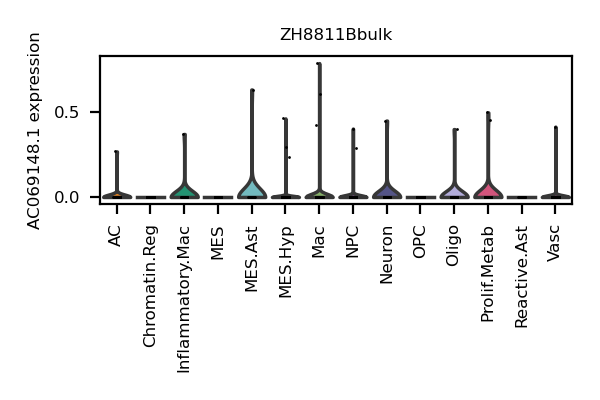 ZH8811Bbulk
AC069148.1 expression
0.5
0.0
AC
Chromatin.Reg
Inflammatory.Mac
MES
MES.Ast
MES.Hyp
Mac
NPC
Neuron
OPC
Oligo
Prolif.Metab
Reactive.Ast
Vasc